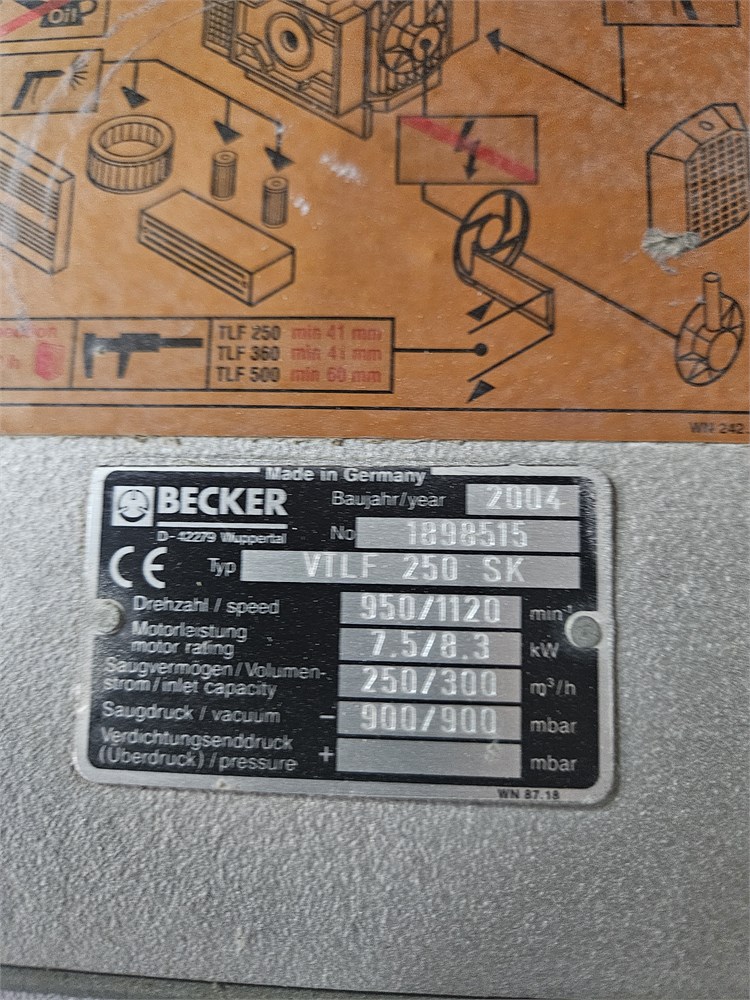 Oil
TLF 250 min 41 mm
h TLF 360 min 41 mm
TLF 500 min 60 mm
WN 242.
Made in Germany
BECKER
Baujahr/year 2004
D-42279 Wuppertal
No 1898515
CE Typ VTLF 250 SK
Drehzahl / speed 950/1120 min-1
Motorleistung
motor rating 7.5/8.3 kW
Saugvermögen/Volumen-
strom/inlet capacity 250/300 m³/h
Saugdruck / vacuum – 900/900 mbar
Verdichtungsenddruck
(Überdruck) / pressure + mbar
WN 87.18